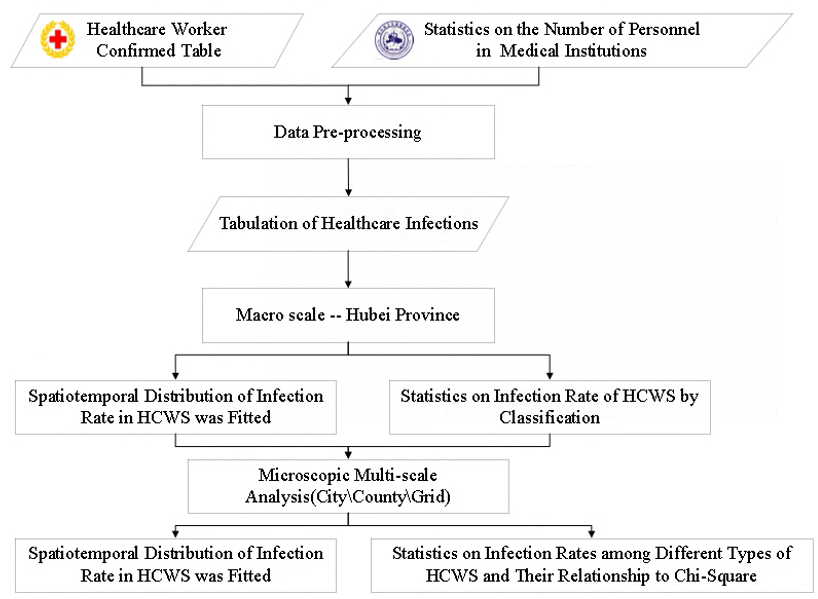 Healthcare Worker
Confirmed Table
Statistics on the Number of Personnel
in Medical Institutions
Data Pre-processing
Tabulation of Healthcare Infections
Macro scale -- Hubei Province
Spatiotemporal Distribution of Infection
Rate in HCWS was Fitted
Statistics on Infection Rate of HCWS by
Classification
Microscopic Multi-scale
Analysis(City\County\Grid)
Spatiotemporal Distribution of Infection
Rate in HCWS was Fitted
Statistics on Infection Rates among Different Types of
HCWS and Their Relationship to Chi-Square